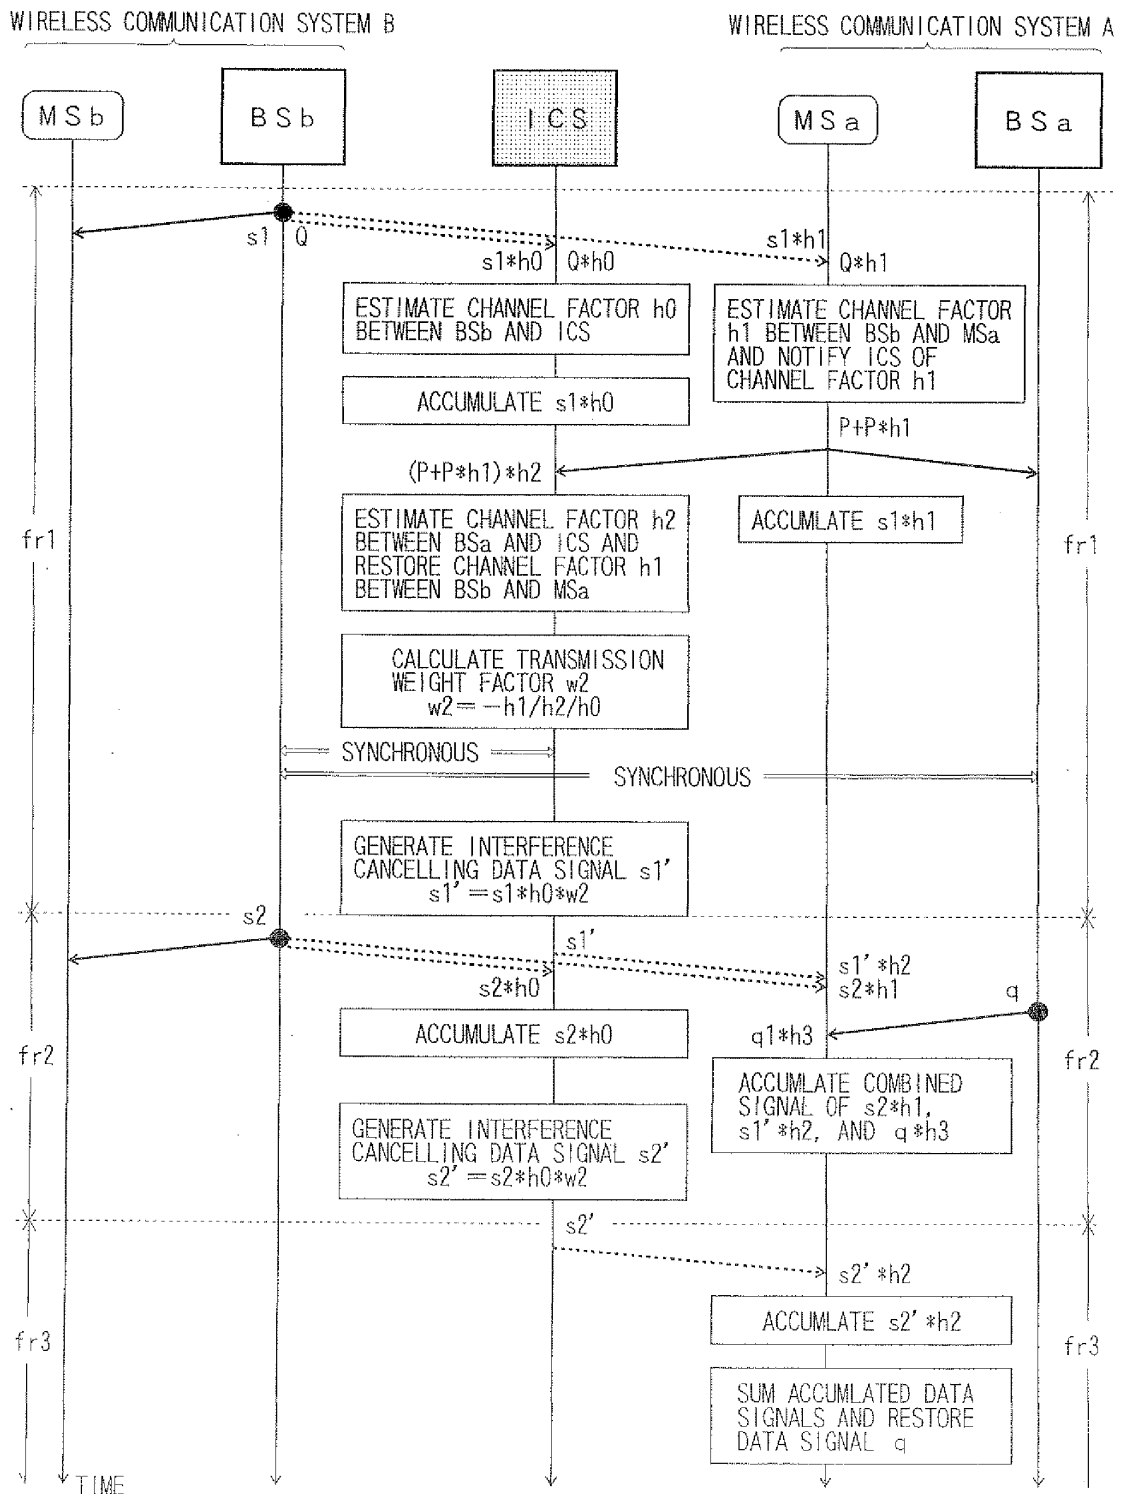 WIRELESS COMMUNICATION SYSTEM B
WIRELESS COMMUNICATION SYSTEM A
MSb
BSb
ICS
MSa
BSa
s1 Q
s1*h1
s1*h0 Q*h0
Q*h1
ESTIMATE CHANNEL FACTOR h0
BETWEEN BSb AND ICS
ESTIMATE CHANNEL FACTOR
h1 BETWEEN BSb AND MSa
AND NOTIFY ICS OF
CHANNEL FACTOR h1
ACCUMULATE s1*h0
P+P*h1
(P+P*h1)*h2
ESTIMATE CHANNEL FACTOR h2
BETWEEN BSa AND ICS AND
RESTORE CHANNEL FACTOR h1
BETWEEN BSb AND MSa
ACCUMLATE s1*h1
fr1
fr1
CALCULATE TRANSMISSION
WEIGHT FACTOR w2
w2=-h1/h2/h0
SYNCHRONOUS
SYNCHRONOUS
GENERATE INTERFERENCE
CANCELLING DATA SIGNAL s1'
s1'=s1*h0*w2
s2
s1'
s1'*h2
s2*h0
s2*h1
q
ACCUMULATE s2*h0
q1*h3
fr2
fr2
ACCUMLATE COMBINED
SIGNAL OF s2*h1,
s1'*h2, AND q*h3
GENERATE INTERFERENCE
CANCELLING DATA SIGNAL s2'
s2'=s2*h0*w2
s2'
s2'*h2
ACCUMLATE s2'*h2
fr3
fr3
SUM ACCUMLATED DATA
SIGNALS AND RESTORE
DATA SIGNAL q
TIME